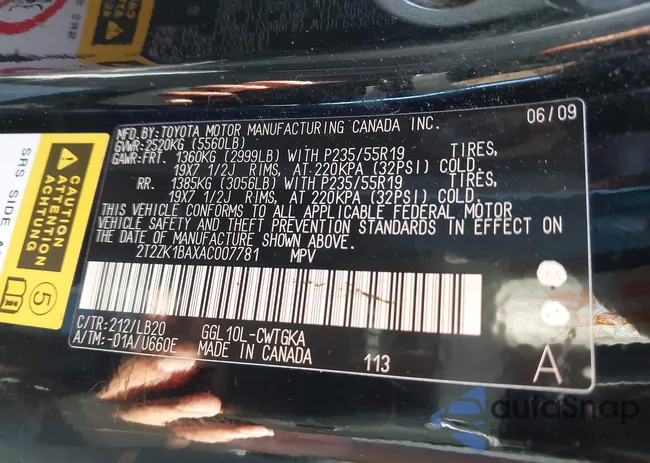 06/09
MFD. BY: TOYOTA MOTOR MANUFACTURING CANADA INC.
GVWR: 2520KG (5560LB)
GAWR: FRT. 1360KG (2999LB) WITH P235/55R19 TIRES,
19X7 1/2J RIMS, AT 220KPA (32PSI) COLD.
RR. 1385KG (3056LB) WITH P235/55R19 TIRES,
19X7 1/2J RIMS, AT 220KPA (32PSI) COLD.
THIS VEHICLE CONFORMS TO ALL APPLICABLE FEDERAL MOTOR
VEHICLE SAFETY AND THEFT PREVENTION STANDARDS IN EFFECT ON
THE DATE OF MANUFACTURE SHOWN ABOVE.
2T2ZK1BAXAC007781 MPV
C/TR: 212/LB20 GGL10L-CWTGKA
A/TM: -01A/U660E MADE IN CANADA
113
A
SRS SIDE
CAUTION
ATTENTION
ACHTUNG
5
autoSnap